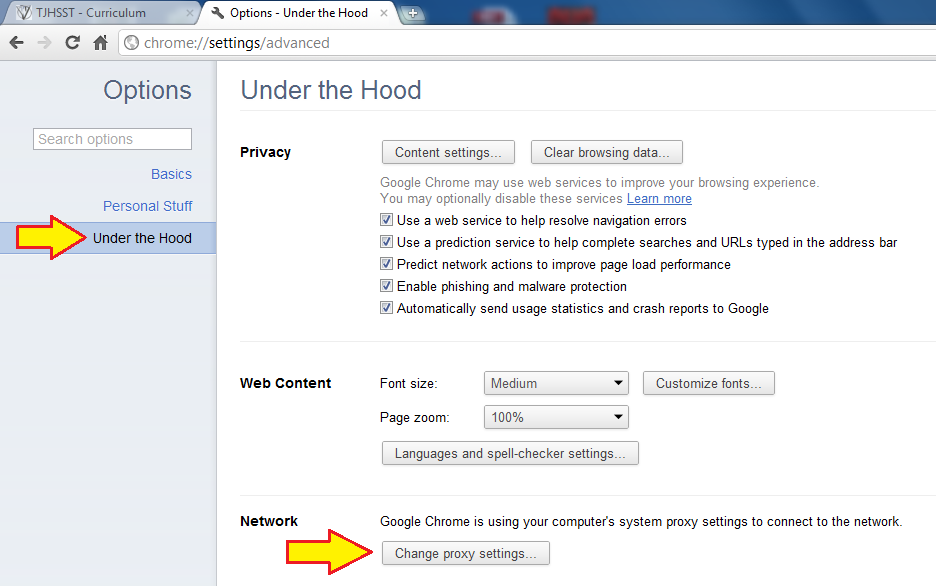 TJHSST - Curriculum
Options - Under the Hood
chrome://settings/advanced
Options
Search options
Basics
Personal Stuff
Under the Hood
Under the Hood
Privacy
Content settings...
Clear browsing data...
Google Chrome may use web services to improve your browsing experience.
You may optionally disable these services Learn more
Use a web service to help resolve navigation errors
Use a prediction service to help complete searches and URLs typed in the address bar
Predict network actions to improve page load performance
Enable phishing and malware protection
Automatically send usage statistics and crash reports to Google
Web Content
Font size:
Medium
Customize fonts...
Page zoom:
100%
Languages and spell-checker settings...
Network
Google Chrome is using your computer's system proxy settings to connect to the network.
Change proxy settings...